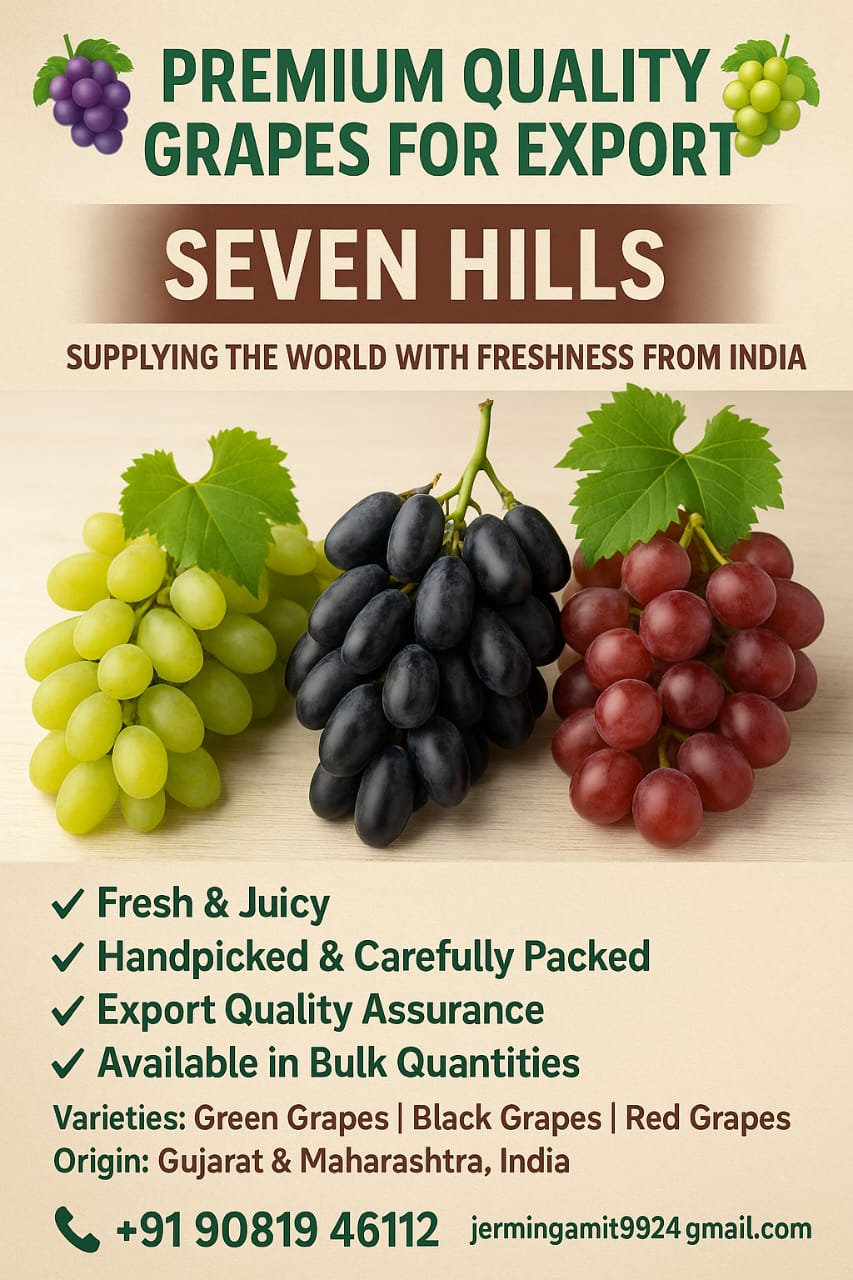 PREMIUM QUALITY
GRAPES FOR EXPORT
SEVEN HILLS
SUPPLYING THE WORLD WITH FRESHNESS FROM INDIA
✓ Fresh & Juicy
✓ Handpicked & Carefully Packed
✓ Export Quality Assurance
✓ Available in Bulk Quantities
Varieties: Green Grapes | Black Grapes | Red Grapes
Origin: Gujarat & Maharashtra, India
+91 90819 46112 jermingamit9924 gmail.com